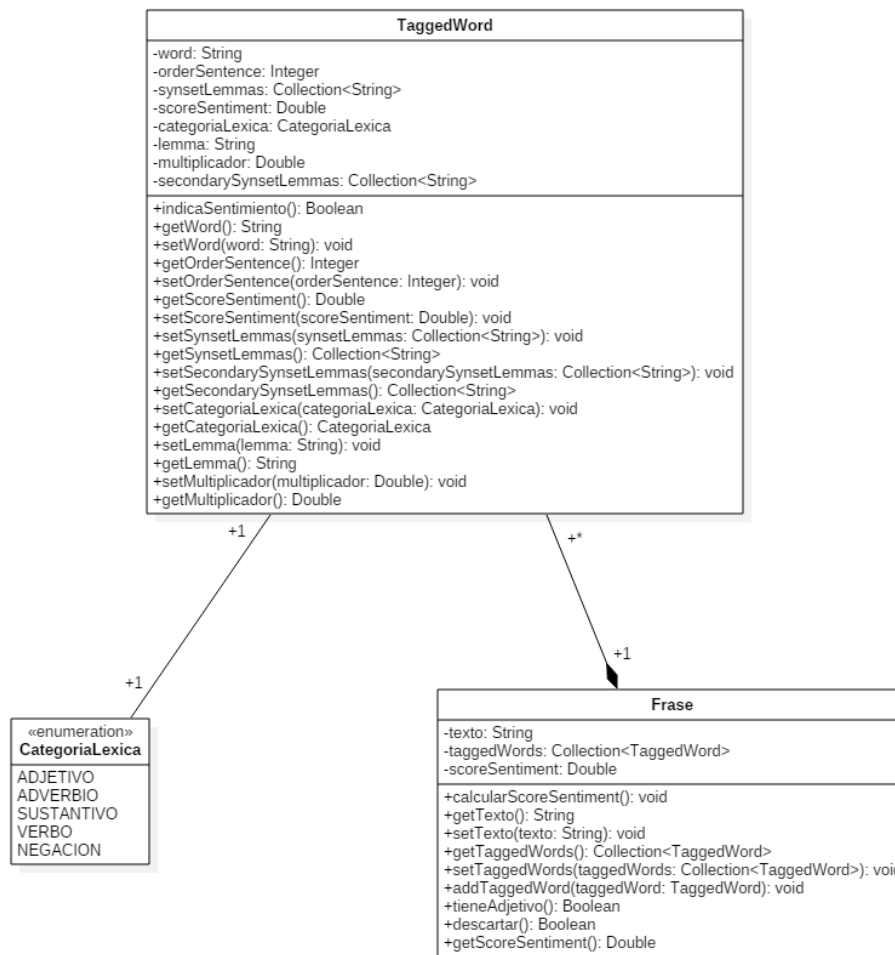 TaggedWord
-word: String
-orderSentence: Integer
-synsetLemmas: Collection<String>
-scoreSentiment: Double
-categoriaLexica: CategoriaLexica
-lemma: String
-multiplicador: Double
-secondarySynsetLemmas: Collection<String>
+indicaSentimiento(): Boolean
+getWord(): String
+setWord(word: String): void
+getOrderSentence(): Integer
+setOrderSentence(orderSentence: Integer): void
+getScoreSentiment(): Double
+setScoreSentiment(scoreSentiment: Double): void
+setSynsetLemmas(synsetLemmas: Collection<String>): void
+getSynsetLemmas(): Collection<String>
+setSecondarySynsetLemmas(secondarySynsetLemmas: Collection<String>): void
+getSecondarySynsetLemmas(): Collection<String>
+setCategoriaLexica(categoriaLexica: CategoriaLexica): void
+getCategoriaLexica(): CategoriaLexica
+setLemma(lemma: String): void
+getLemma(): String
+setMultiplicador(multiplicador: Double): void
+getMultiplicador(): Double
+1
+*
+1
+1
«enumeration»
CategoriaLexica
ADJETIVO
ADVERBIO
SUSTANTIVO
VERBO
NEGACION
Frase
-texto: String
-taggedWords: Collection<TaggedWord>
-scoreSentiment: Double
+calcularScoreSentiment(): void
+getTexto(): String
+setTexto(texto: String): void
+getTaggedWords(): Collection<TaggedWord>
+setTaggedWords(taggedWords: Collection<TaggedWord>): voi
+addTaggedWord(taggedWord: TaggedWord): void
+tieneAdjetivo(): Boolean
+descartar(): Boolean
+getScoreSentiment(): Double